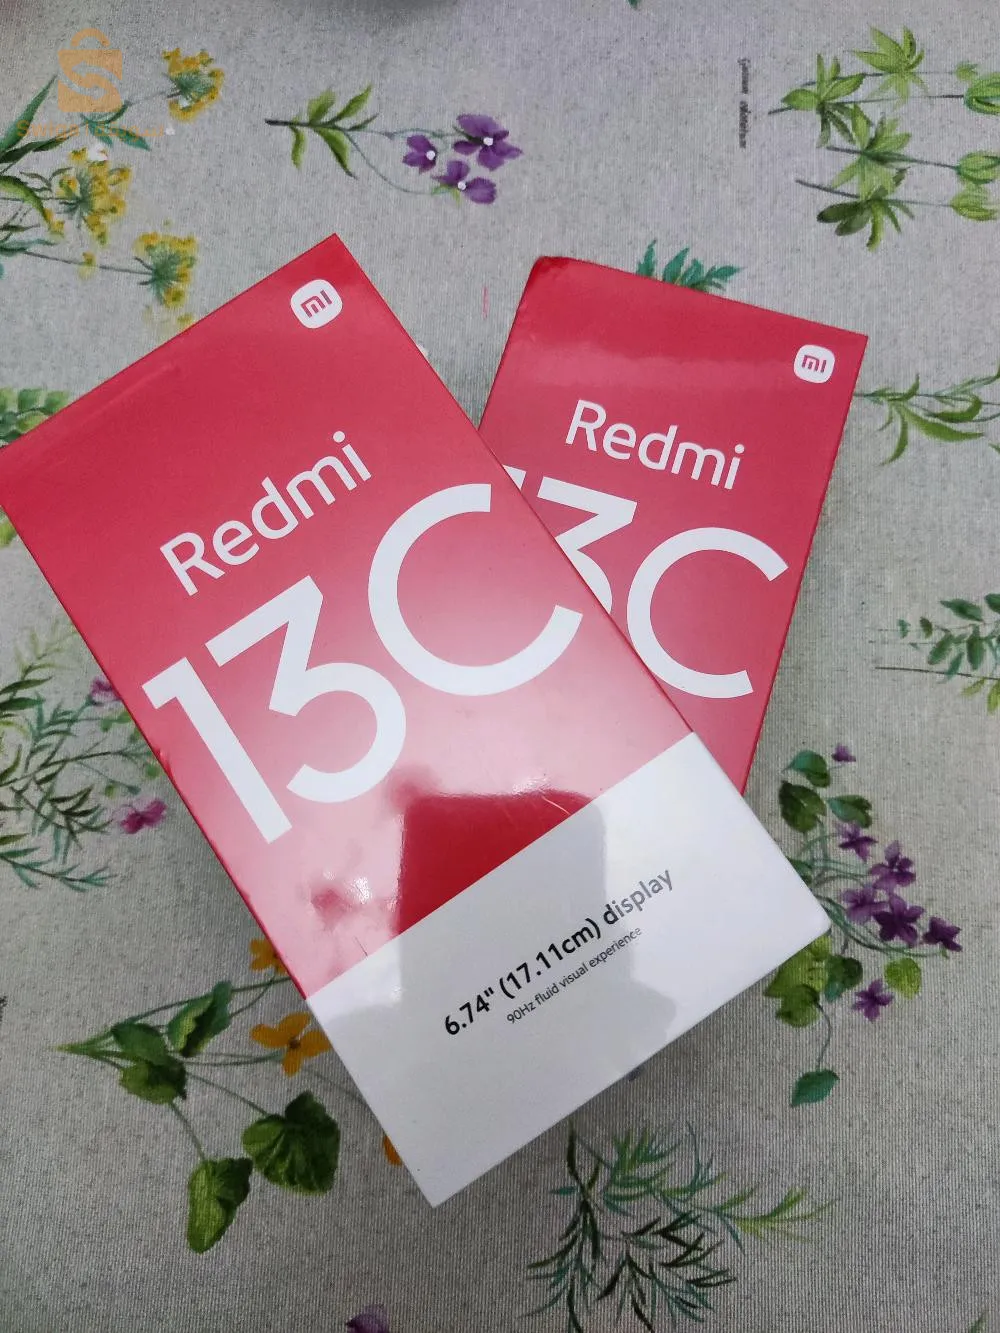 mi
Redmi
13C
6.74" (17.11cm) display
90Hz fluid visual experience
mi
Redmi
3C